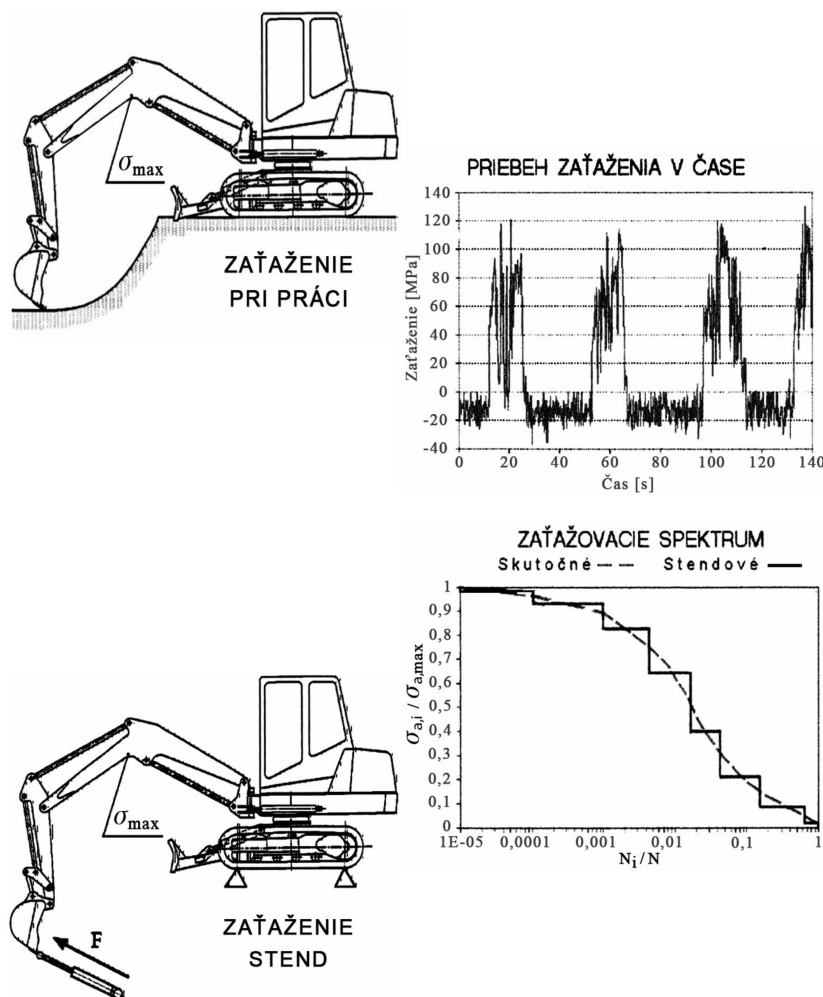 σmax
ZAŤAŽENIE
PRI PRÁCI
PRIEBEH ZAŤAŽENIA V ČASE
Zaťaženie [MPa]
140
120
100
80
60
40
20
0
-20
-40
0 20 40 60 80 100 120 140
Čas [s]
ZAŤAŽOVACIE SPEKTRUM
Skutočné Stendové
σa,i / σa,max
1
0,9
0,8
0,7
0,6
0,5
0,4
0,3
0,2
0,1
0
1E-05 0,0001 0,001 0,01 0,1 1
Ni/N
σmax
F
ZAŤAŽENIE
STEND